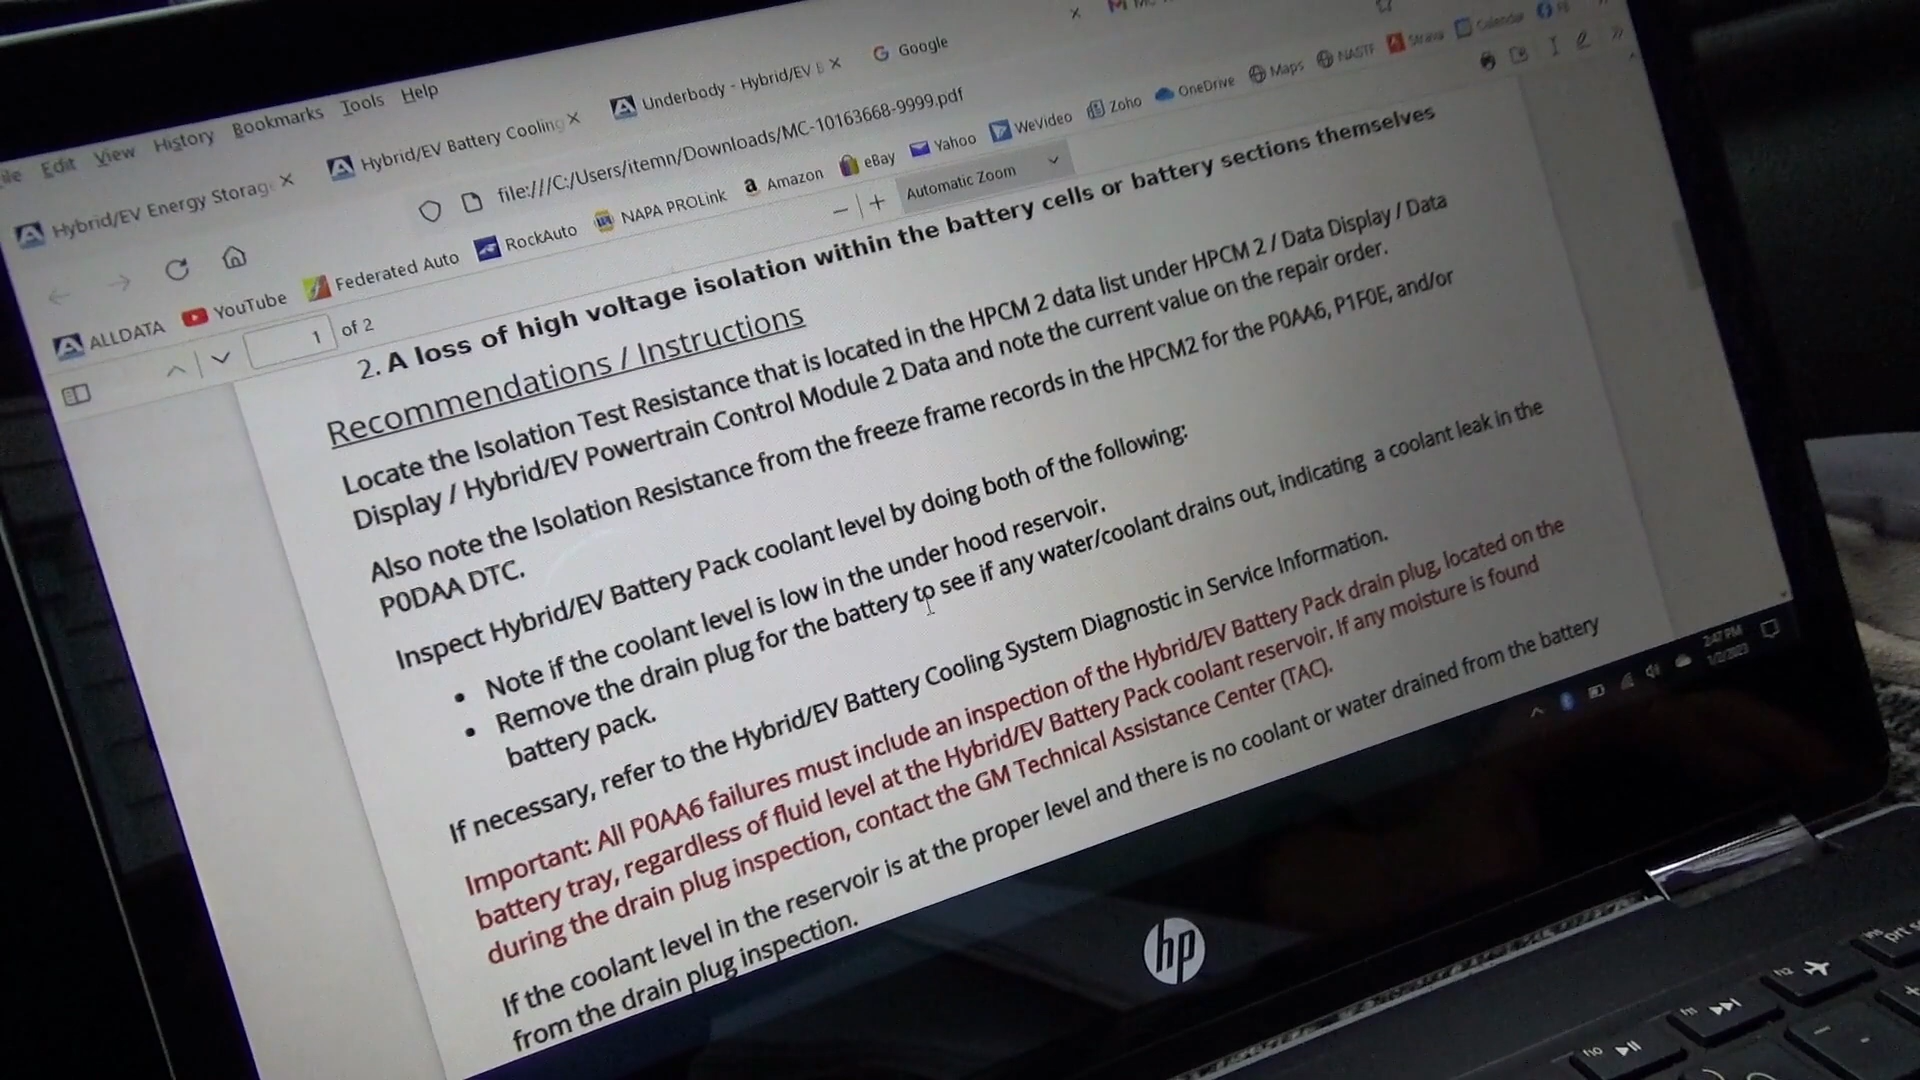 Edit View History Bookmarks Tools Help
Hybrid/EV Energy Storage × Hybrid/EV Battery Cooling × Underbody - Hybrid/EV B × Google ×
file:///C:/Users/itemn/Downloads/MC-10163668-9999.pdf
ALLDATA YouTube Federated Auto RockAuto NAPA PROLink Amazon eBay Yahoo WeVideo Zoho OneDrive Maps NASTF Strava Calendar
1 of 2 − + Automatic Zoom
2. A loss of high voltage isolation within the battery cells or battery sections themselves
Recommendations / Instructions
Locate the Isolation Test Resistance that is located in the HPCM 2 data list under HPCM 2 / Data Display / Data
Display / Hybrid/EV Powertrain Control Module 2 Data and note the current value on the repair order.
Also note the Isolation Resistance from the freeze frame records in the HPCM2 for the P0AA6, P1F0E, and/or
P0DAA DTC.
Inspect Hybrid/EV Battery Pack coolant level by doing both of the following:
• Note if the coolant level is low in the under hood reservoir.
• Remove the drain plug for the battery to see if any water/coolant drains out, indicating a coolant leak in the
battery pack.
If necessary, refer to the Hybrid/EV Battery Cooling System Diagnostic in Service Information.
Important: All P0AA6 failures must include an inspection of the Hybrid/EV Battery Pack drain plug, located on the
battery tray, regardless of fluid level at the Hybrid/EV Battery Pack coolant reservoir. If any moisture is found
during the drain plug inspection, contact the GM Technical Assistance Center (TAC).
If the coolant level in the reservoir is at the proper level and there is no coolant or water drained from the battery
from the drain plug inspection.
2:47 PM
1/2/2023
hp
prt sc